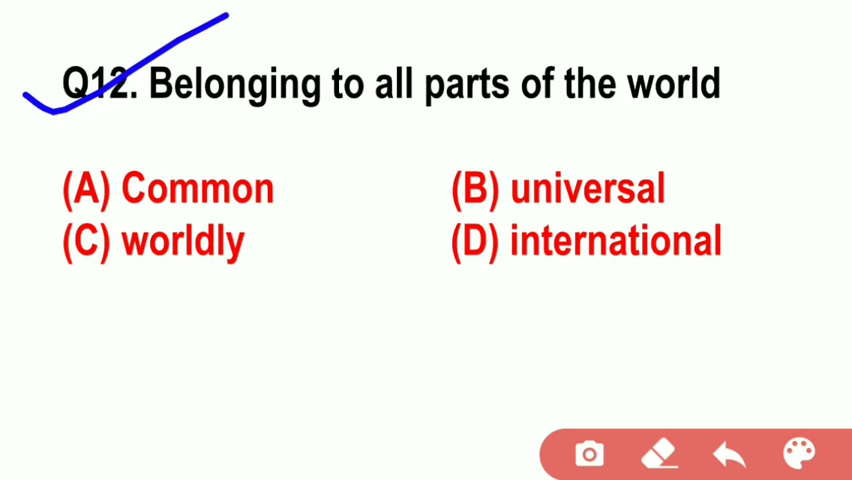 Q12. Belonging to all parts of the world
(A) Common (B) universal
(C) worldly (D) international